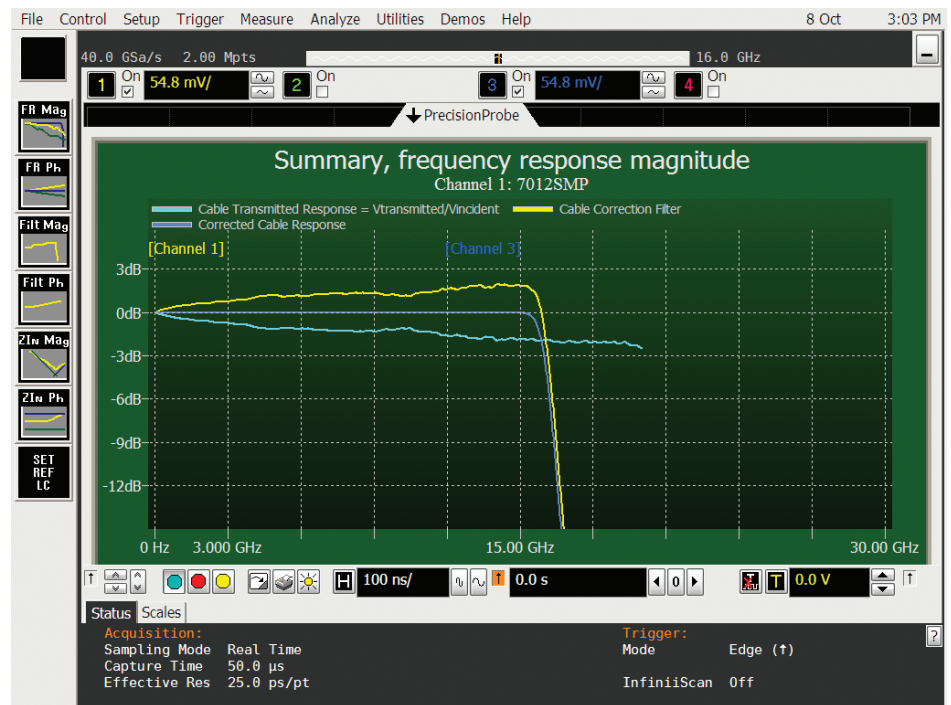 File Control Setup Trigger Measure Analyze Utilities Demos Help 8 Oct 3:03 PM
40.0 GSa/s 2.00 Mpts 16.0 GHz
1 On 54.8 mV/ 2 On 3 On 54.8 mV/ 4 On
PrecisionProbe
FR Mag
FR Ph
Filt Mag
Filt Ph
ZIN Mag
ZIN Ph
SET
REF
LC
Summary, frequency response magnitude
Channel 1: 7012SMP
Cable Transmitted Response = Vtransmitted/Vincident Cable Correction Filter
Corrected Cable Response
[Channel 1] [Channel 3]
3dB
0dB
-3dB
-6dB
-9dB
-12dB
0 Hz 3.000 GHz 15.00 GHz 30.00 GHz
H 100 ns/ 0.0 s 0 T 0.0 V
Status Scales
Acquisition: Trigger: ?
Sampling Mode Real Time Mode Edge (↑)
Capture Time 50.0 µs
Effective Res 25.0 ps/pt InfiniiScan Off